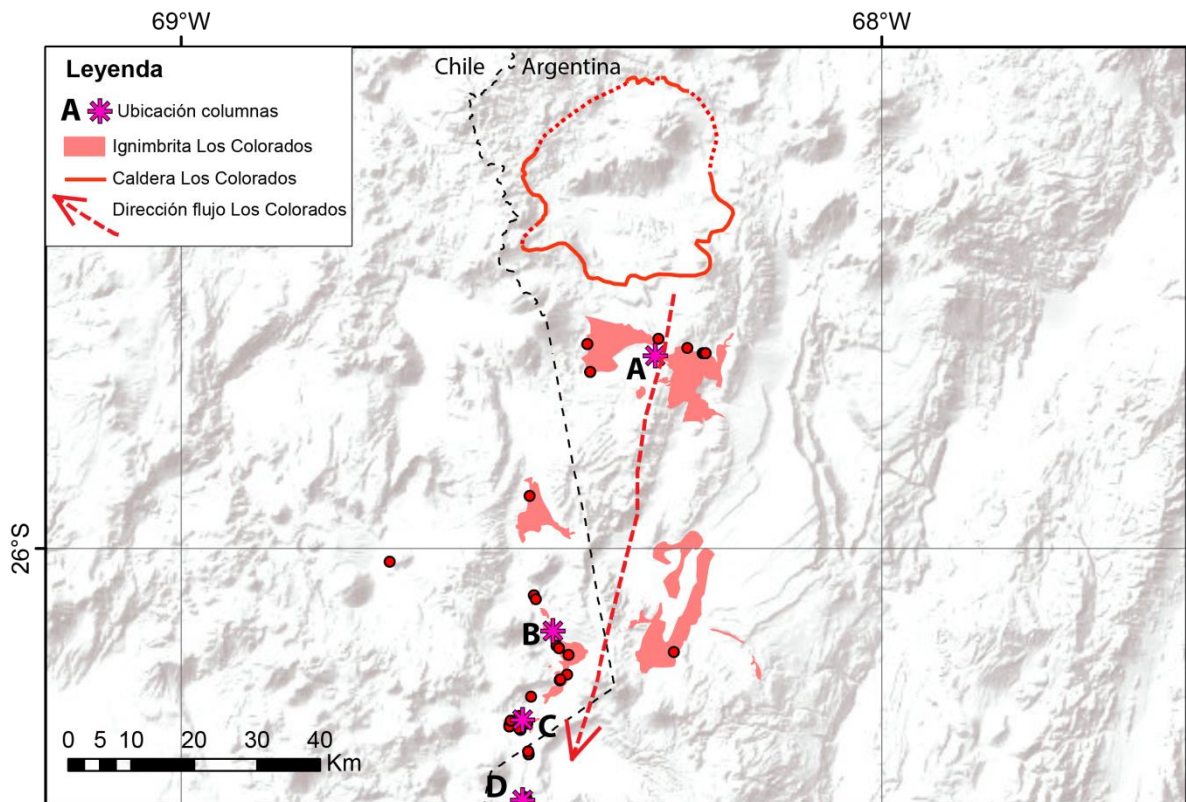 69°W 68°W
Leyenda
A Ubicación columnas
Ignimbrita Los Colorados
Caldera Los Colorados
Dirección flujo Los Colorados
Chile Argentina
A
26°S
B
C
D
0 5 10 20 30 40
Km